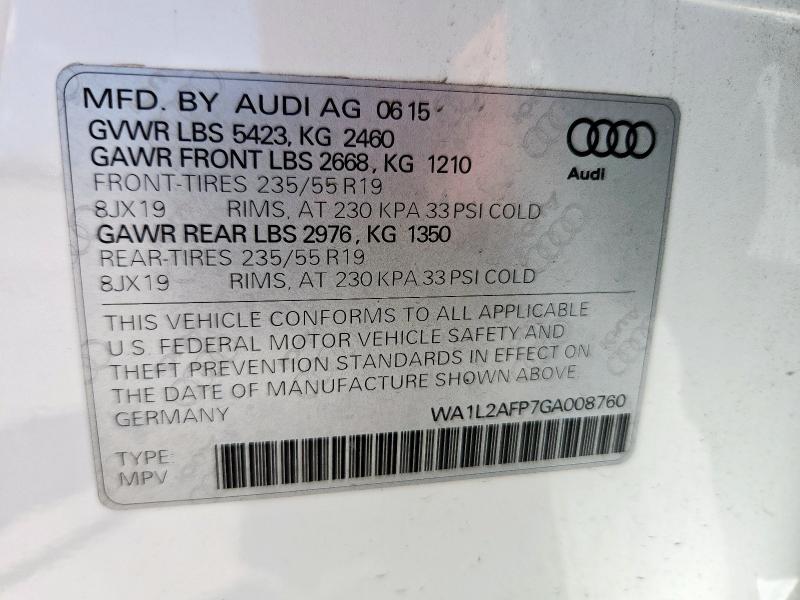 MFD. BY AUDI AG 06 15
GVWR LBS 5423, KG 2460
GAWR FRONT LBS 2668, KG 1210
FRONT-TIRES 235/55 R19
8JX19 RIMS, AT 230 KPA 33 PSI COLD
GAWR REAR LBS 2976, KG 1350
REAR-TIRES 235/55 R19
8JX19 RIMS, AT 230 KPA 33 PSI COLD
Audi
THIS VEHICLE CONFORMS TO ALL APPLICABLE
U.S. FEDERAL MOTOR VEHICLE SAFETY AND
THEFT PREVENTION STANDARDS IN EFFECT ON
THE DATE OF MANUFACTURE SHOWN ABOVE
GERMANY WA1L2AFP7GA008760
TYPE:
MPV